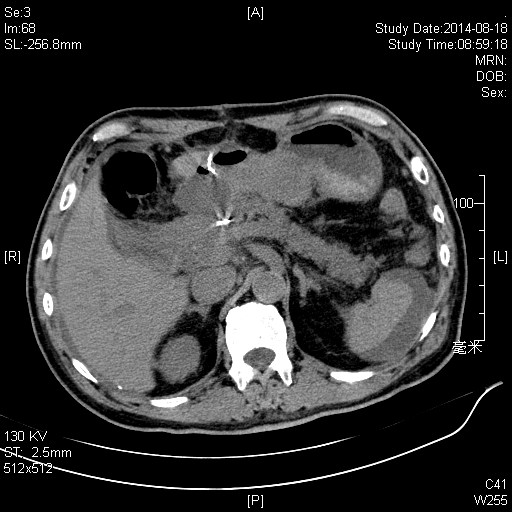 Se:3
Im:68
SL:-256.8mm
[A]
Study Date:2014-08-18
Study Time:08:59:18
MRN:
DOB:
Sex:
100
[R]
[L]
毫米
130 KV
ST: 2.5mm
512x512
[P]
C41
W255